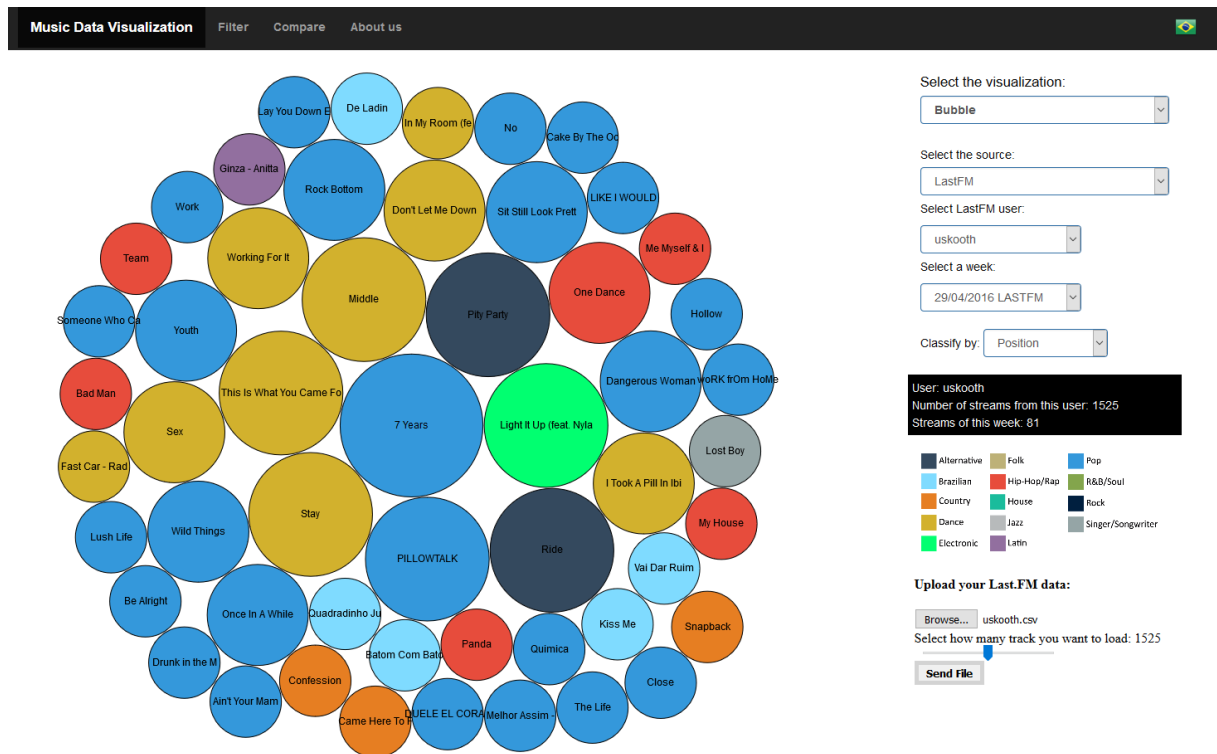 Music Data Visualization Filter Compare About us
Select the visualization:
Bubble
Select the source:
LastFM
Select LastFM user:
uskooth
Select a week:
29/04/2016 LASTFM
Classify by: Position
User: uskooth
Number of streams from this user: 1525
Streams of this week: 81
Alternative Folk Pop
Brazilian Hip-Hop/Rap R&B/Soul
Country House Rock
Dance Jazz Singer/Songwriter
Electronic Latin
Upload your Last.FM data:
Browse... uskooth.csv
Select how many track you want to load: 1525
Send File
Lay You Down E
De Ladin
In My Room (fe
No
Cake By The Oc
Ginza - Anitta
Rock Bottom
Don't Let Me Down
Sit Still Look Prett
LIKE I WOULD
Work
Team
Working For It
Middle
Pity Party
One Dance
Me Myself & I
Someone Who Ca
Youth
Hollow
Bad Man
This Is What You Came Fo
7 Years
Light It Up (feat. Nyla
Dangerous Woman
woRK frOm HoMe
Sex
Fast Car - Rad
I Took A Pill In Ibi
Lost Boy
Lush Life
Wild Things
Stay
PILLOWTALK
Ride
My House
Vai Dar Ruim
Be Alright
Once In A While
Quadradinho Ju
Batom Com Bato
Panda
Quimica
Kiss Me
Snapback
Drunk in the M
Ain't Your Mam
Confession
Came Here To F
DUELE EL CORA
Melhor Assim -
The Life
Close